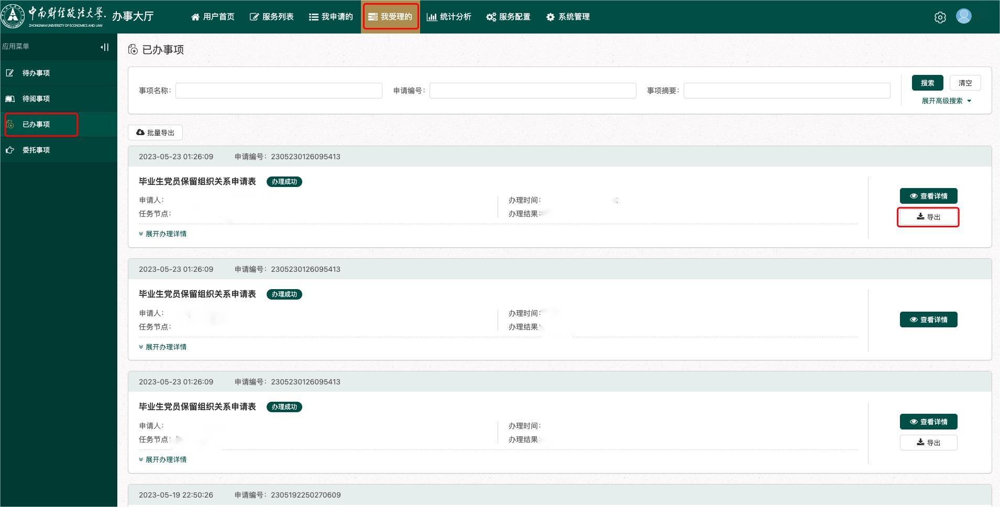 中南财经政法大学
ZHONGNAN UNIVERSITY OF ECONOMICS AND LAW
办事大厅
用户首页 服务列表 我申请的 我受理的 统计分析 服务配置 系统管理
应用菜单
待办事项
待阅事项
已办事项
委托事项
已办事项
事项名称: 申请编号: 事项摘要:
搜索 清空
展开高级搜索
批量导出
2023-05-23 01:26:09 申请编号: 2305230126095413
毕业生党员保留组织关系申请表 办理成功
申请人: 办理时间:
任务节点: 办理结果:
查看详情
导出
展开办理详情
2023-05-23 01:26:09 申请编号: 2305230126095413
毕业生党员保留组织关系申请表 办理成功
申请人: 办理时间:
任务节点: 办理结果:
查看详情
展开办理详情
2023-05-23 01:26:09 申请编号: 2305230126095413
毕业生党员保留组织关系申请表 办理成功
申请人: 办理时间:
任务节点: 办理结果:
查看详情
导出
展开办理详情
2023-05-19 22:50:26 申请编号: 2305192250270609